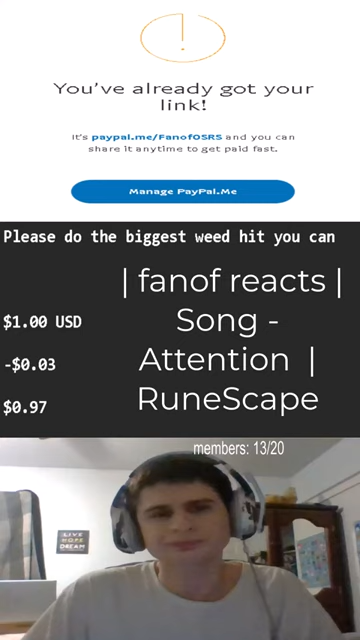 You've already got your
link!
It's paypal.me/FanofOSRS and you can
share it anytime to get paid fast.
Manage PayPal.Me
Please do the biggest weed hit you can
| fanof reacts |
Song -
Attention |
RuneScape
$1.00 USD
-$0.03
$0.97
members: 13/20
LIVE
HOPE
DREAM